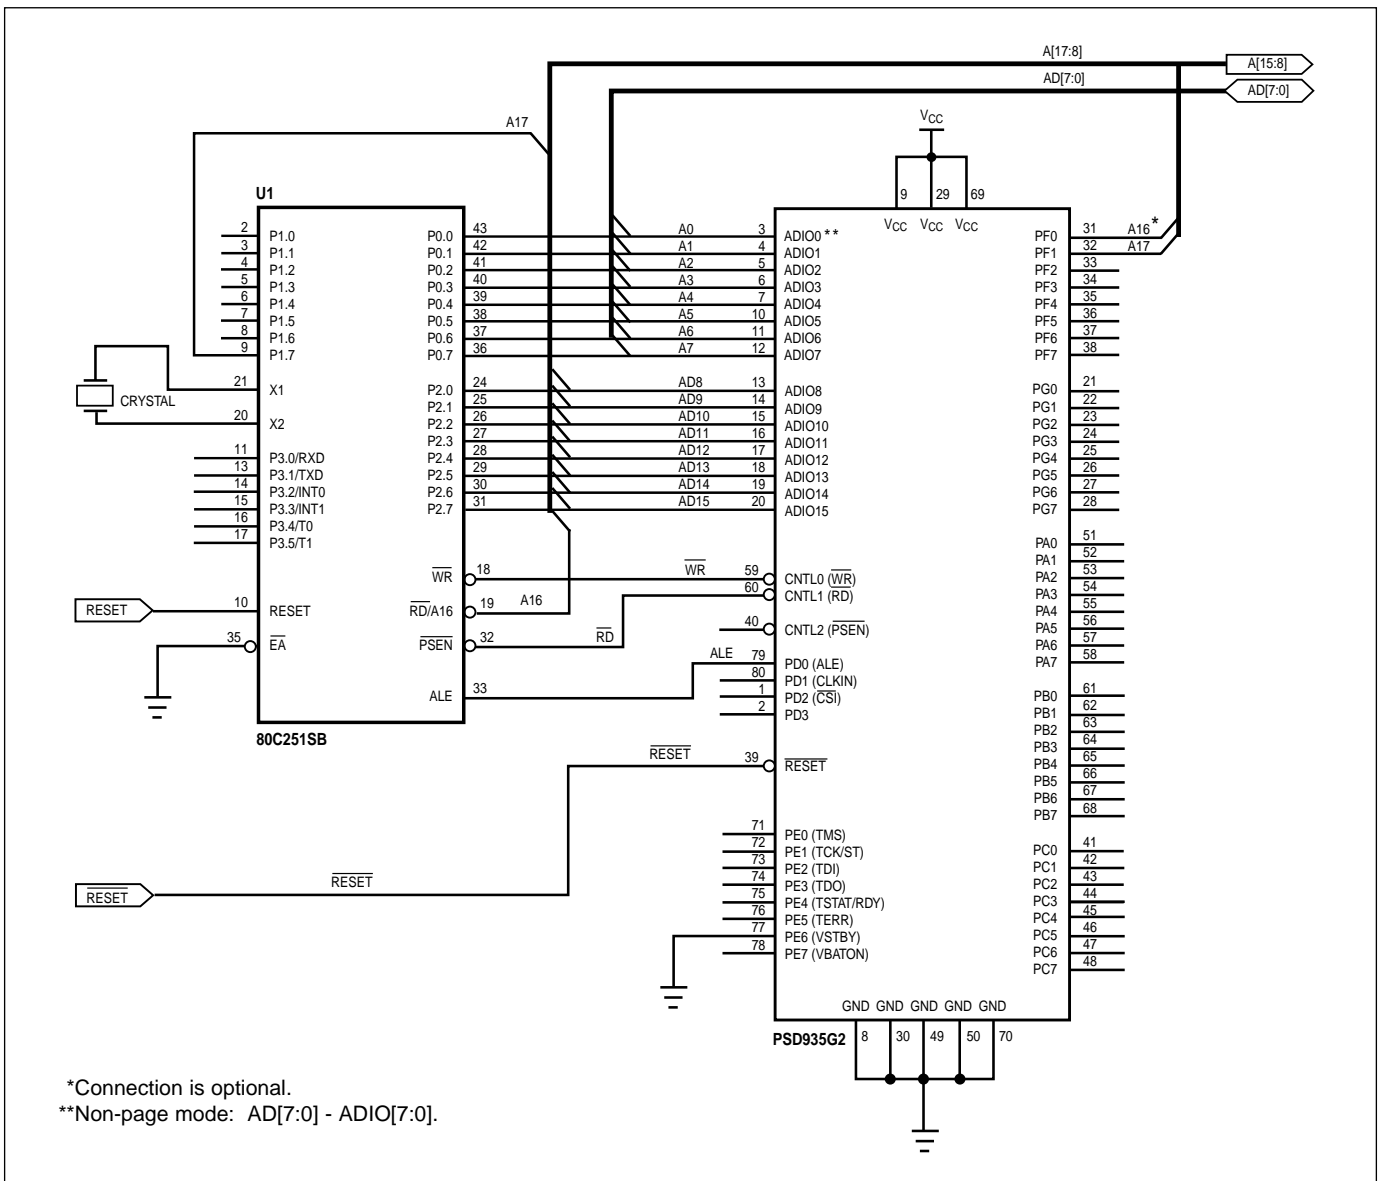 A[17:8]
A[15:8]
AD[7:0]
AD[7:0]
VCC
A17
U1
9 29 69
VCC VCC VCC
2 P1.0
3 P1.1
4 P1.2
5 P1.3
6 P1.4
7 P1.5
8 P1.6
9 P1.7
21 X1
CRYSTAL
20 X2
11 P3.0/RXD
13 P3.1/TXD
14 P3.2/INT0
15 P3.3/INT1
16 P3.4/T0
17 P3.5/T1
RESET
10 RESET
35 EA
P0.0 43
P0.1 42
P0.2 41
P0.3 40
P0.4 39
P0.5 38
P0.6 37
P0.7 36
P2.0 24
P2.1 25
P2.2 26
P2.3 27
P2.4 28
P2.5 29
P2.6 30
P2.7 31
WR 18
RD/A16 19 A16
PSEN 32
ALE 33
80C251SB
A0 3 ADIO0**
A1 4 ADIO1
A2 5 ADIO2
A3 6 ADIO3
A4 7 ADIO4
A5 10 ADIO5
A6 11 ADIO6
A7 12 ADIO7
AD8 13 ADIO8
AD9 14 ADIO9
AD10 15 ADIO10
AD11 16 ADIO11
AD12 17 ADIO12
AD13 18 ADIO13
AD14 19 ADIO14
AD15 20 ADIO15
WR 59 CNTL0 (WR)
60 CNTL1 (RD)
RD
40 CNTL2 (PSEN)
ALE 79 PD0 (ALE)
80 PD1 (CLKIN)
1 PD2 (CSI)
2 PD3
RESET 39 RESET
71 PE0 (TMS)
72 PE1 (TCK/ST)
73 PE2 (TDI)
74 PE3 (TDO)
75 PE4 (TSTAT/RDY)
76 PE5 (TERR)
77 PE6 (VSTBY)
78 PE7 (VBATON)
RESET
RESET
PF0 31 A16*
PF1 32 A17
PF2 33
PF3 34
PF4 35
PF5 36
PF6 37
PF7 38
PG0 21
PG1 22
PG2 23
PG3 24
PG4 25
PG5 26
PG6 27
PG7 28
PA0 51
PA1 52
PA2 53
PA3 54
PA4 55
PA5 56
PA6 57
PA7 58
PB0 61
PB1 62
PB2 63
PB3 64
PB4 65
PB5 66
PB6 67
PB7 68
PC0 41
PC1 42
PC2 43
PC3 44
PC4 45
PC5 46
PC6 47
PC7 48
GND GND GND GND GND
PSD935G2
8 30 49 50 70
*Connection is optional.
**Non-page mode: AD[7:0] - ADIO[7:0].